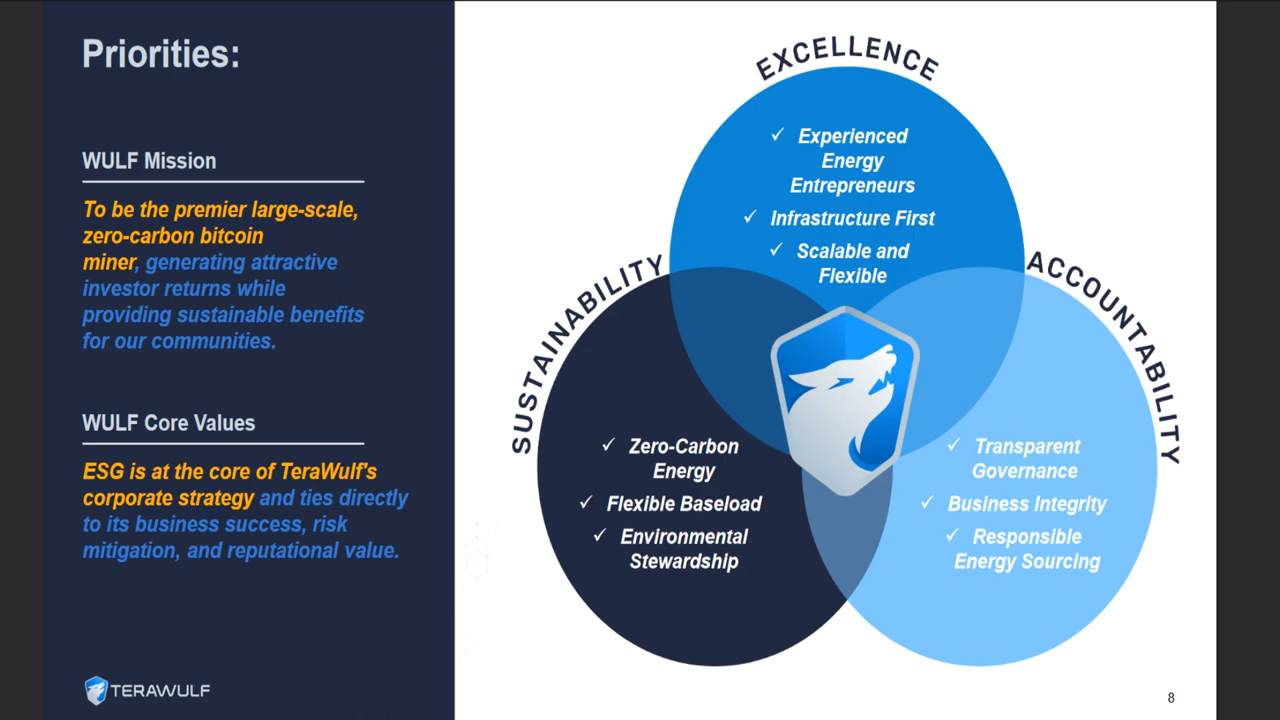 Priorities:
WULF Mission
To be the premier large-scale,
zero-carbon bitcoin
miner, generating attractive
investor returns while
providing sustainable benefits
for our communities.
WULF Core Values
ESG is at the core of TeraWulf's
corporate strategy and ties directly
to its business success, risk
mitigation, and reputational value.
TERAWULF
EXCELLENCE
✓ Experienced
Energy
Entrepreneurs
✓ Infrastructure First
✓ Scalable and
Flexible
SUSTAINABILITY
✓ Zero-Carbon
Energy
✓ Flexible Baseload
✓ Environmental
Stewardship
ACCOUNTABILITY
✓ Transparent
Governance
✓ Business Integrity
✓ Responsible
Energy Sourcing
8